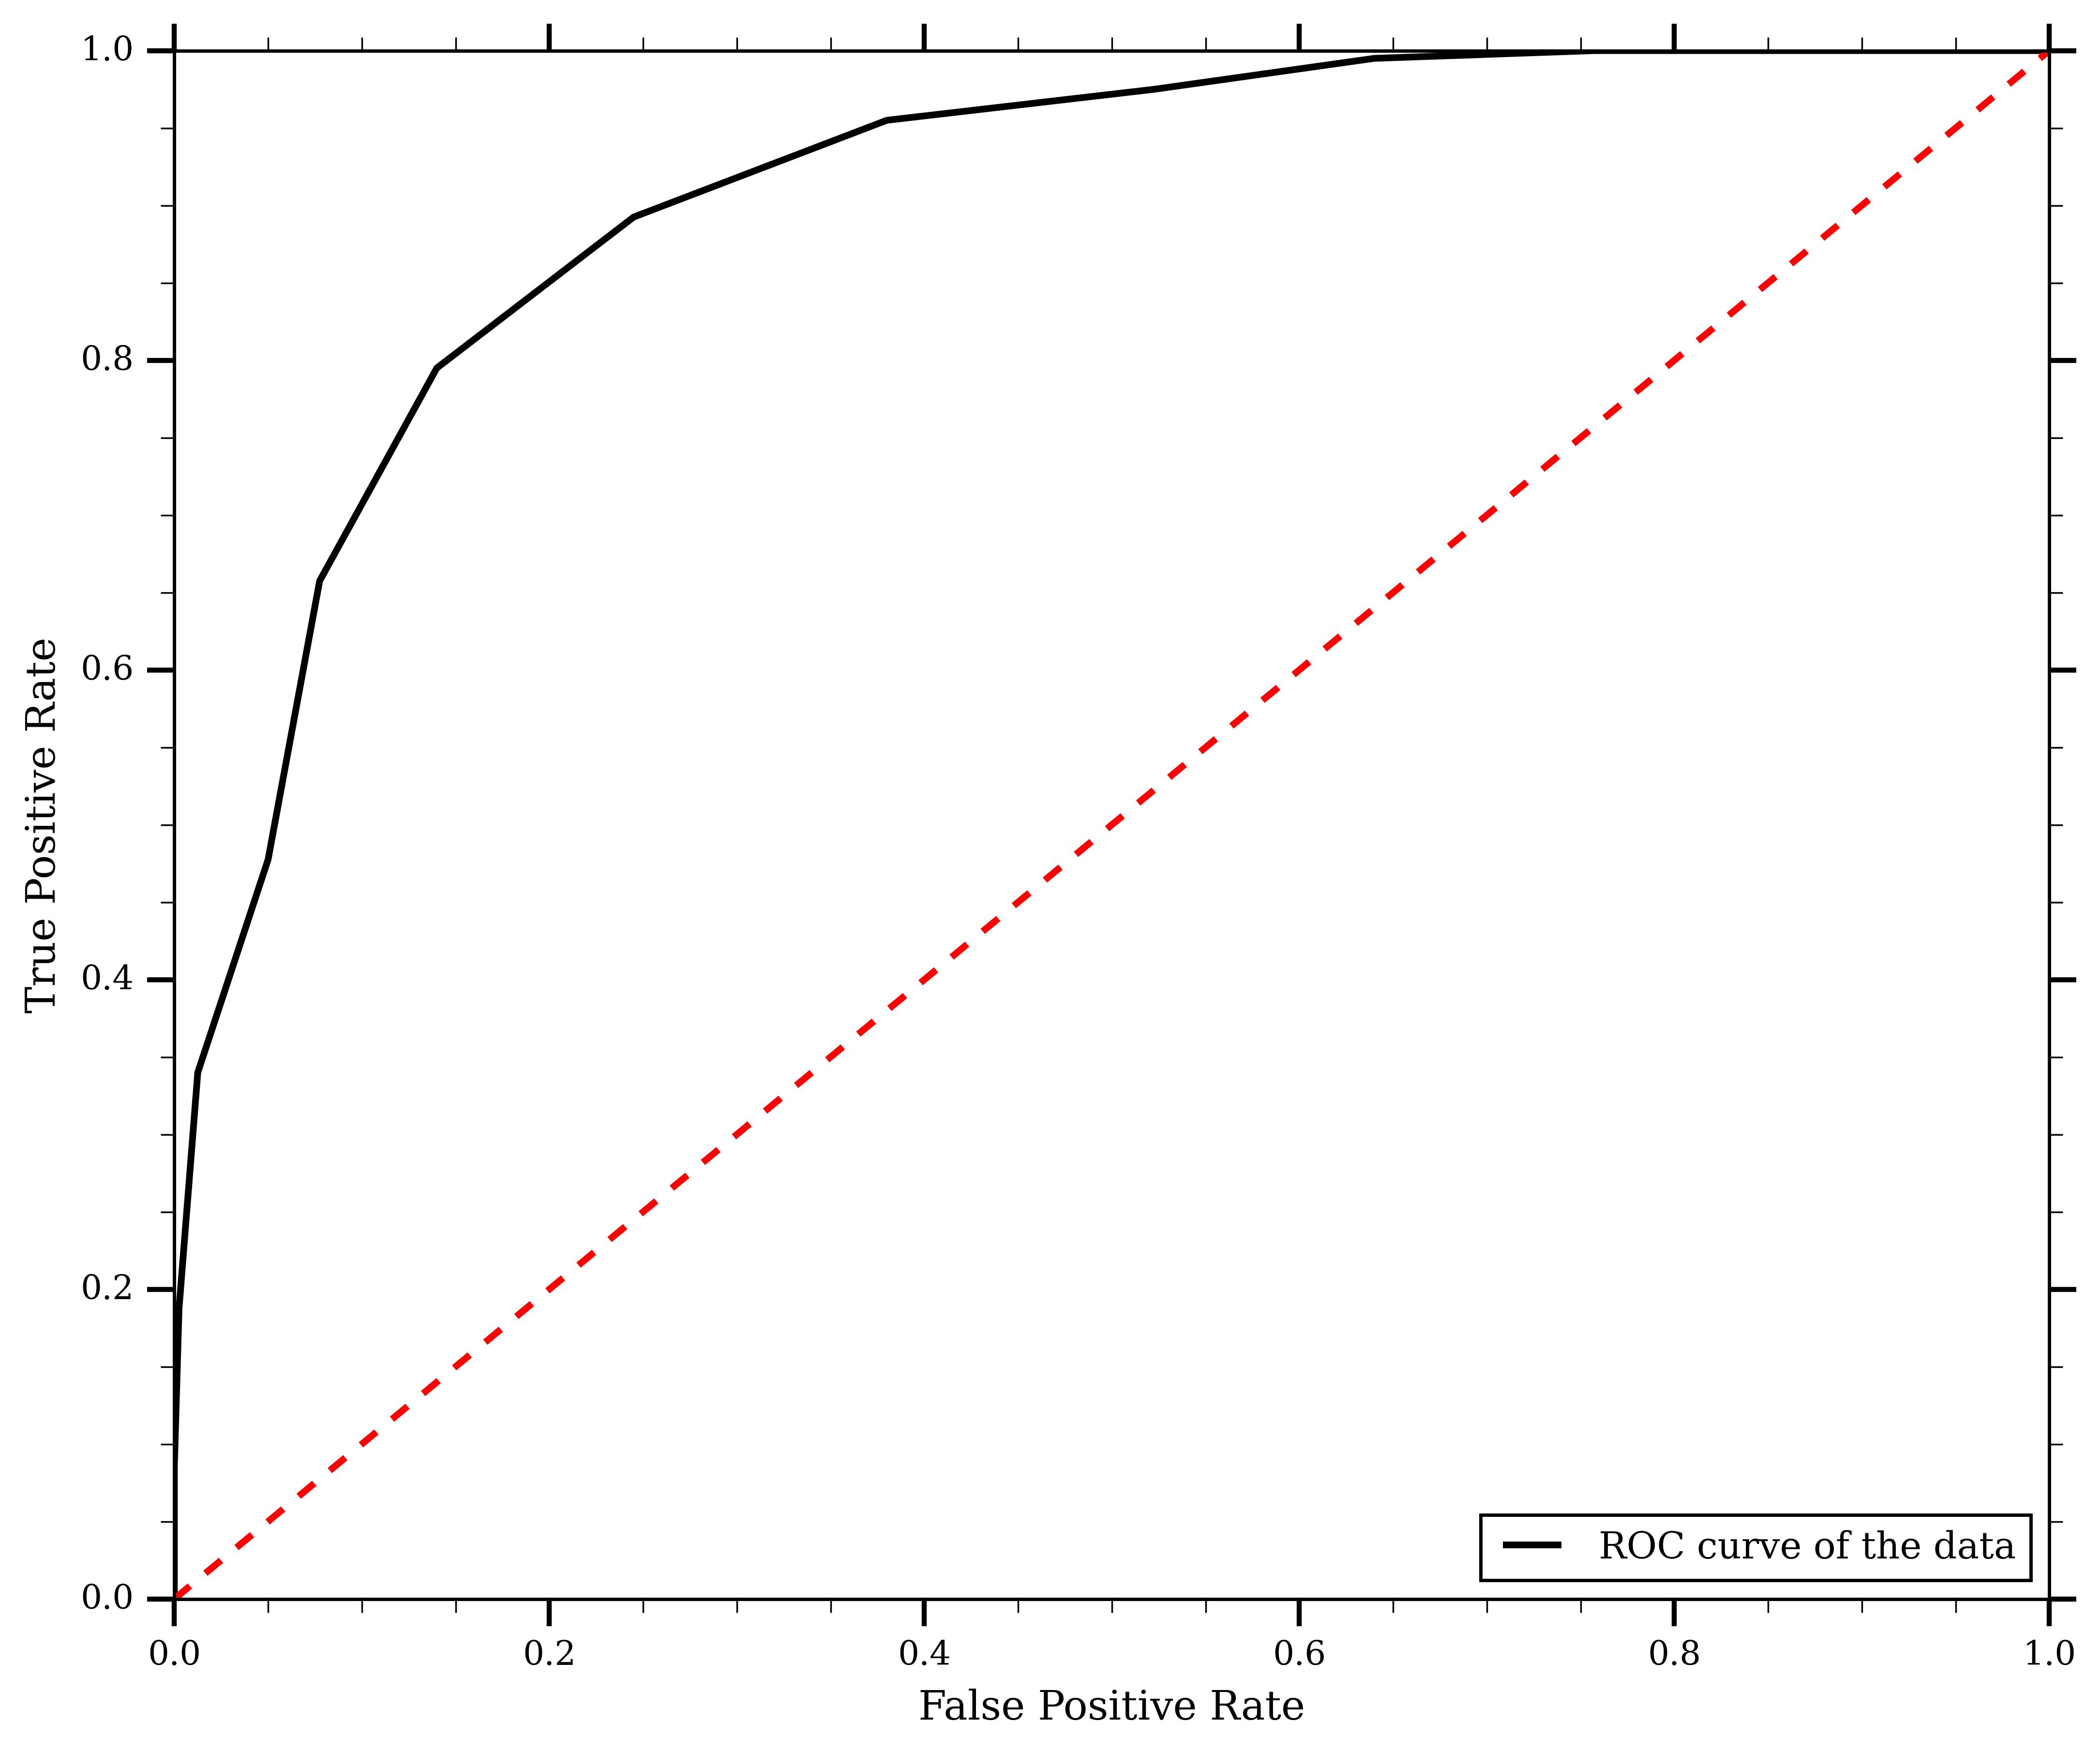 1.0
0.8
0.6
0.4
0.2
0.0
True Positive Rate
ROC curve of the data
0.0 0.2 0.4 0.6 0.8 1.0
False Positive Rate